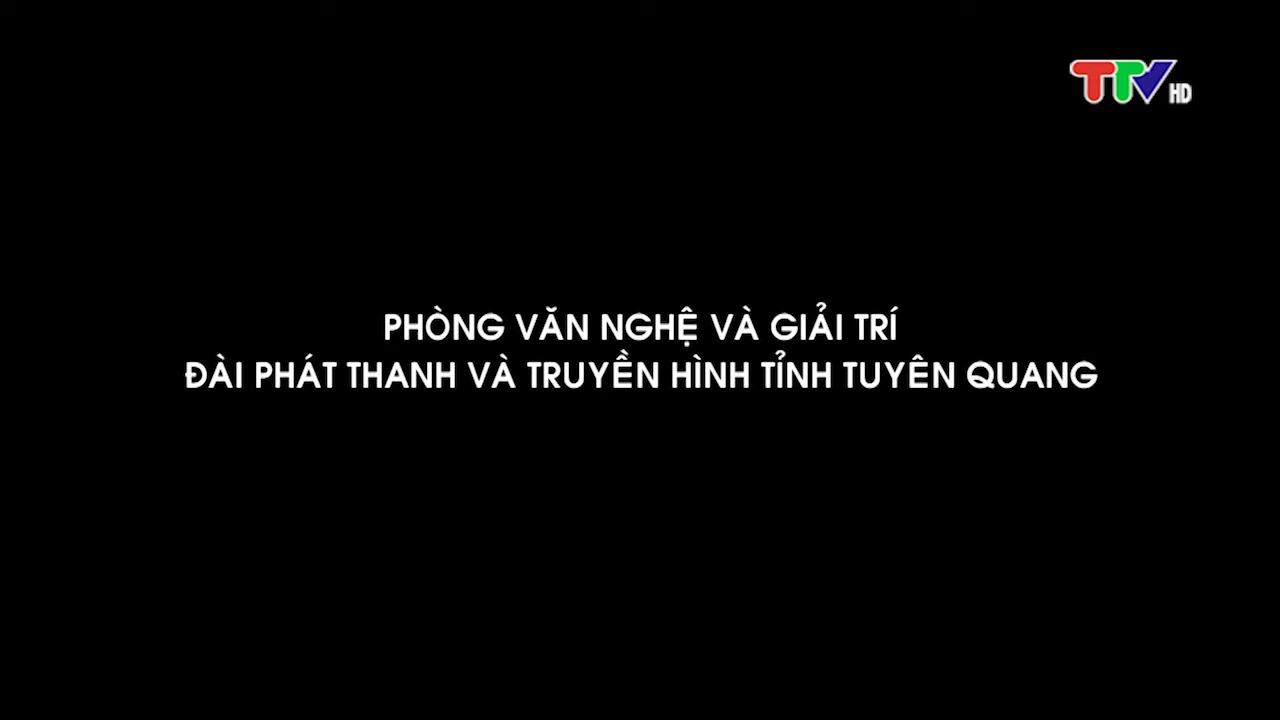 TTV HD
PHÒNG VĂN NGHỆ VÀ GIẢI TRÍ
ĐÀI PHÁT THANH VÀ TRUYỀN HÌNH TỈNH TUYÊN QUANG